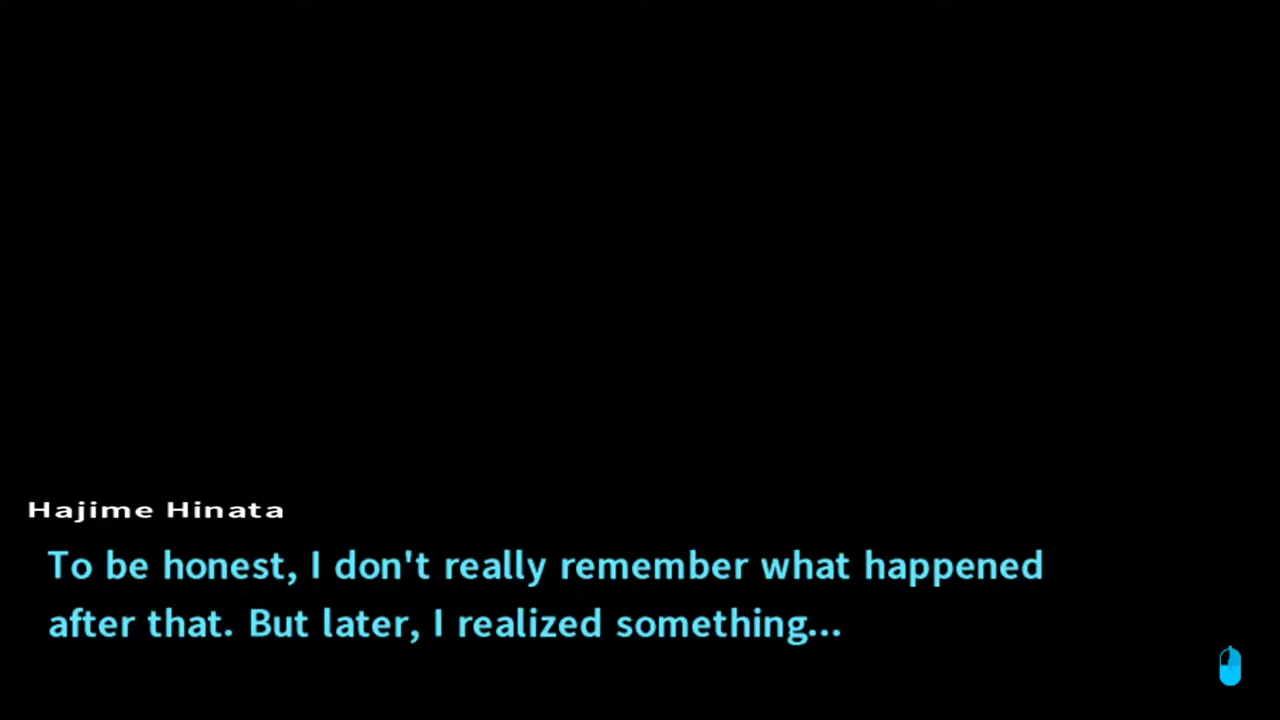 Hajime Hinata
To be honest, I don't really remember what happened
after that. But later, I realized something...